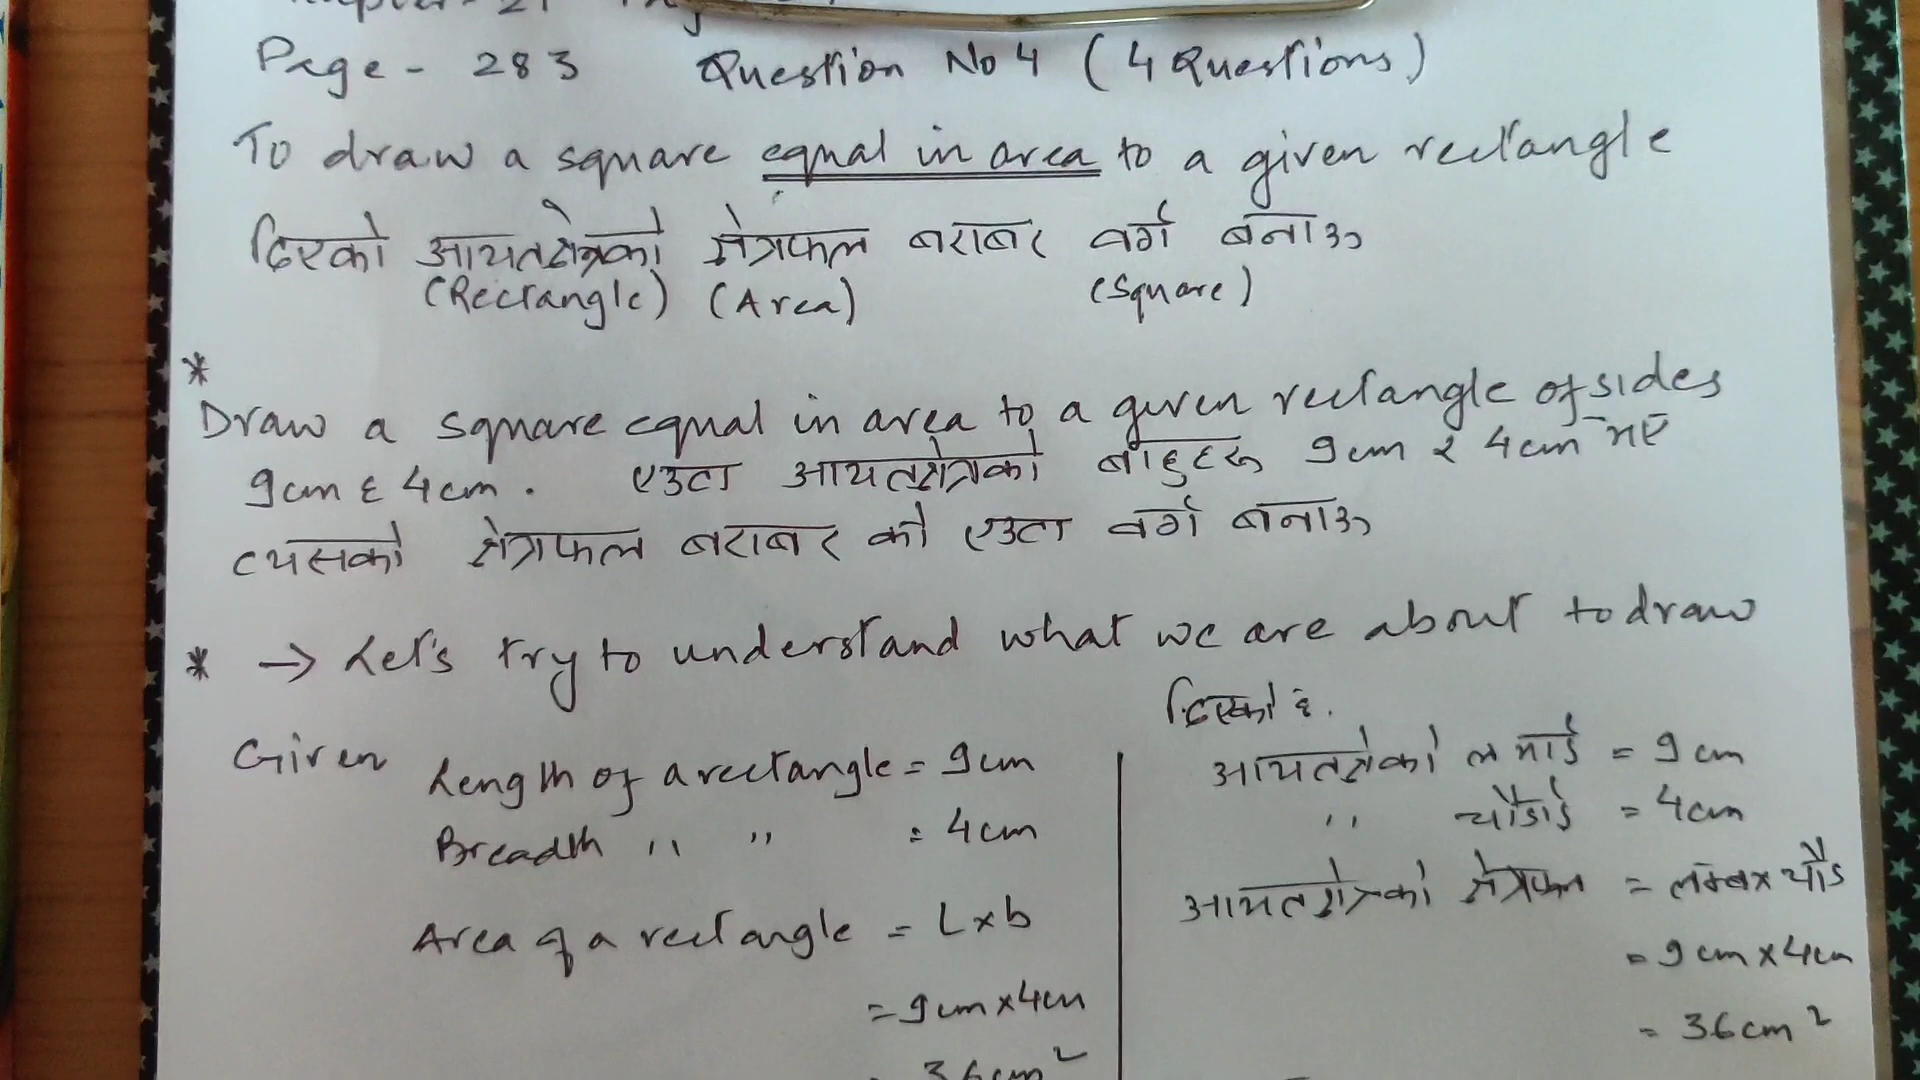 Chapter - 21
Page - 283 Question No 4 ( 4 Questions )
To draw a square equal in area to a given rectangle
दिएको आयतक्षेत्रको क्षेत्रफल बराबर वर्ग बनाऊ
(Rectangle) (Area) (Square)
*
Draw a square equal in area to a given rectangle of sides
9cm & 4cm . एउटा आयतक्षेत्रको बाहुहरू 9cm र 4cm भए
त्यसको क्षेत्रफल बराबर को एउटा वर्ग बनाऊ
* → Let's try to understand what we are about to draw
Given Length of a rectangle = 9cm
Breadth " " = 4cm
Area of a rectangle = L×b
= 9cm×4cm
= 36cm²
दिएको छ.
आयतक्षेको लमाई = 9cm
" चौडाई = 4cm
आयतक्षेत्रको क्षेत्रफल = लम्ब× चौडा
= 9cm×4cm
= 36cm²